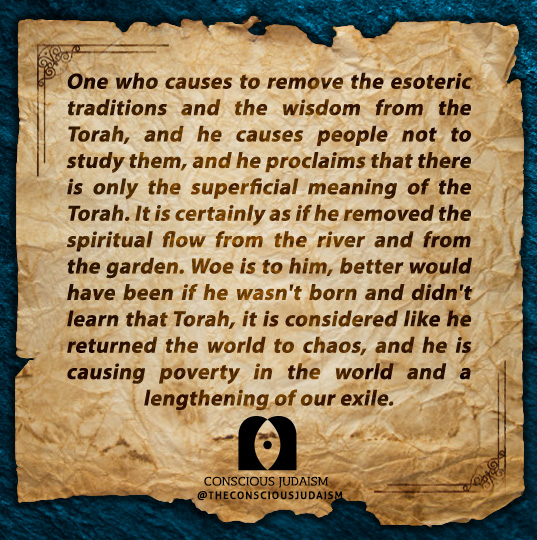 One who causes to remove the esoteric
traditions and the wisdom from the
Torah, and he causes people not to
study them, and he proclaims that there
is only the superficial meaning of the
Torah. It is certainly as if he removed the
spiritual flow from the river and from
the garden. Woe is to him, better would
have been if he wasn't born and didn't
learn that Torah, it is considered like he
returned the world to chaos, and he is
causing poverty in the world and a
lengthening of our exile.
CONSCIOUS JUDAISM
@THECONSCIOUSJUDAISM